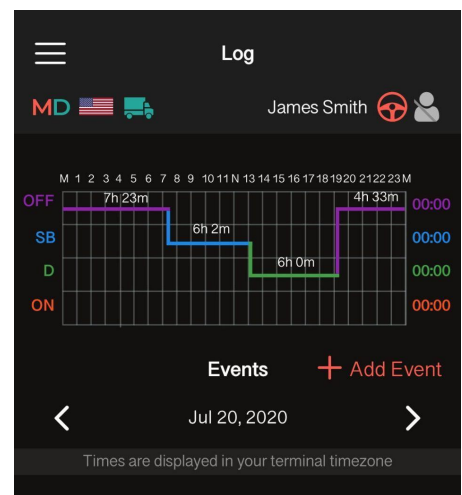 Log
MD James Smith
M 1 2 3 4 5 6 7 8 9 10 11 N 13 14 15 16 17 18 19 20 21 22 23 M
OFF 7h 23m 4h 33m 00:00
SB 6h 2m 00:00
D 6h 0m 00:00
ON 00:00
Events + Add Event
Jul 20, 2020
Times are displayed in your terminal timezone